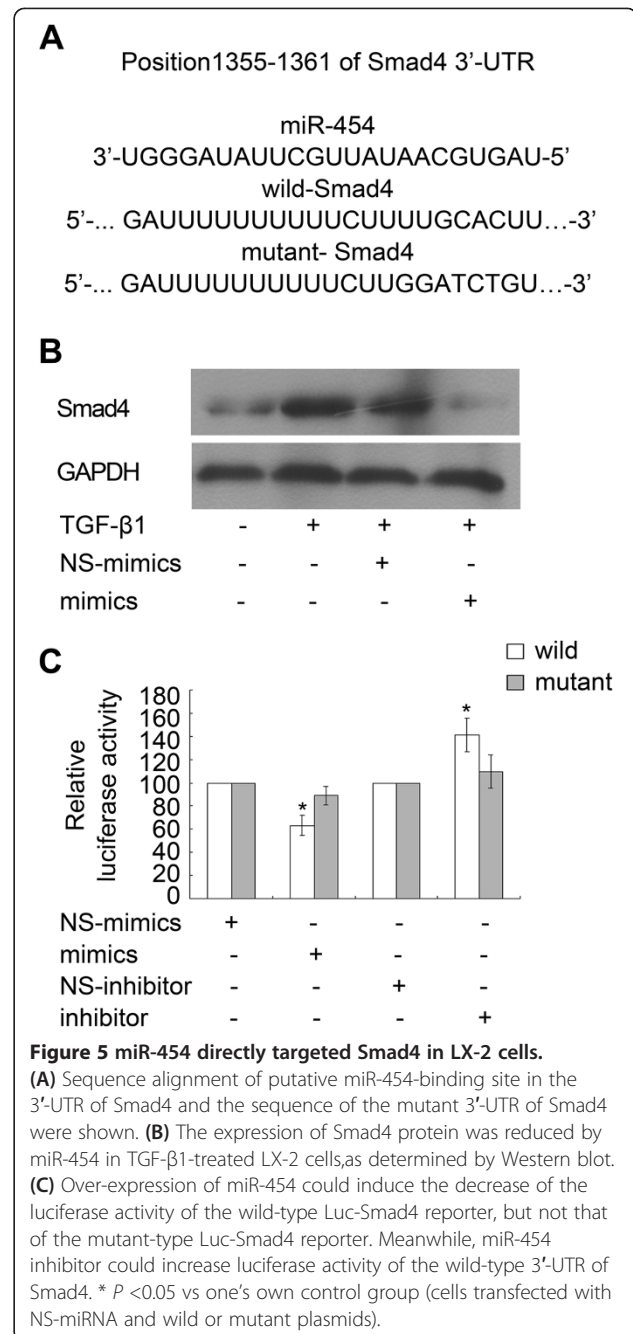 A
Position1355-1361 of Smad4 3’-UTR
miR-454
3’-UGGGAUAUUCGUUAUAACGUGAU-5’
wild-Smad4
5’-... GAUUUUUUUUUUCUUUUGCACUU...-3’
mutant- Smad4
5’-... GAUUUUUUUUUUCUUGGATCTGU...-3’
B
Smad4
GAPDH
TGF-β1 - + + +
NS-mimics - - + -
mimics - - - +
C
wild
mutant
Relative
luciferase activity
180
160
140
120
100
80
60
40
20
0
*
*
NS-mimics + - - -
mimics - + - -
NS-inhibitor - - + -
inhibitor - - - +
Figure 5 miR-454 directly targeted Smad4 in LX-2 cells.
(A) Sequence alignment of putative miR-454-binding site in the
3′-UTR of Smad4 and the sequence of the mutant 3′-UTR of Smad4
were shown. (B) The expression of Smad4 protein was reduced by
miR-454 in TGF-β1-treated LX-2 cells,as determined by Western blot.
(C) Over-expression of miR-454 could induce the decrease of the
luciferase activity of the wild-type Luc-Smad4 reporter, but not that
of the mutant-type Luc-Smad4 reporter. Meanwhile, miR-454
inhibitor could increase luciferase activity of the wild-type 3′-UTR of
Smad4. * P <0.05 vs one's own control group (cells transfected with
NS-miRNA and wild or mutant plasmids).